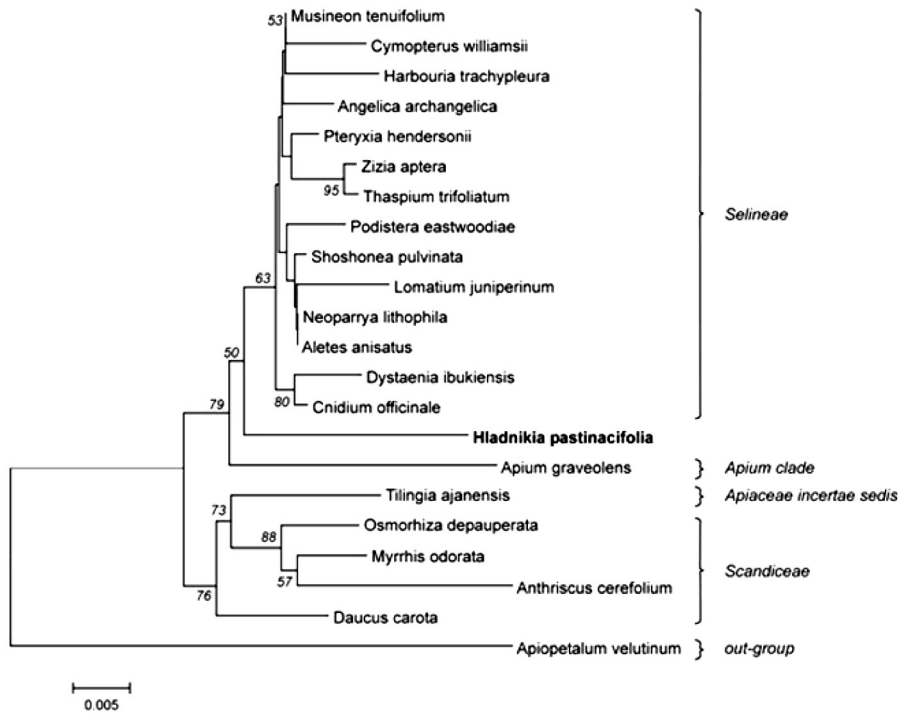 53
Musineon tenuifolium
Cymopterus williamsii
Harbouria trachypleura
Angelica archangelica
Pteryxia hendersonii
Zizia aptera
95
Thaspium trifoliatum
Selineae
Podistera eastwoodiae
Shoshonea pulvinata
63
Lomatium juniperinum
Neoparrya lithophila
Aletes anisatus
50
Dystaenia ibukiensis
80
Cnidium officinale
79
Hladnikia pastinacifolia
Apium graveolens
Apium clade
Tilingia ajanensis
Apiaceae incertae sedis
73
Osmorhiza depauperata
88
Myrrhis odorata
Scandiceae
57
Anthriscus cerefolium
76
Daucus carota
Apiopetalum velutinum
out-group
0.005